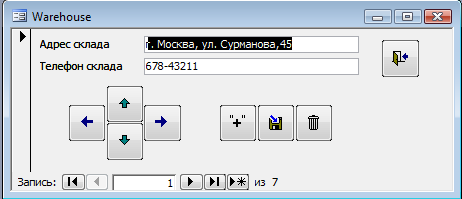 Warehouse
Адрес склада г. Москва, ул. Сурманова,45
Телефон склада 678-43211
"+"
Запись: 1 из 7